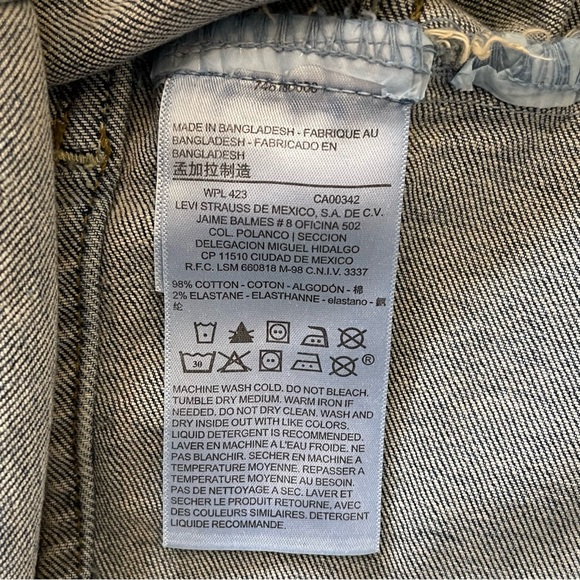 MADE IN BANGLADESH - FABRIQUE AU
BANGLADESH - FABRICADO EN
BANGLADESH
孟加拉制造
WPL 423 CA00342
LEVI STRAUSS DE MEXICO, S.A. DE C.V.
JAIME BALMES # 8 OFICINA 502
COL. POLANCO | SECCION
DELEGACION MIGUEL HIDALGO
CP 11510 CIUDAD DE MEXICO
R.F.C. LSM 660818 M-98 C.N.I.V. 3337
98% COTTON - COTON - ALGODÓN - 棉
2% ELASTANE - ELASTHANNE - elastano - 氨
纶
30
®
MACHINE WASH COLD. DO NOT BLEACH.
TUMBLE DRY MEDIUM. WARM IRON IF
NEEDED. DO NOT DRY CLEAN. WASH AND
DRY INSIDE OUT WITH LIKE COLORS.
LIQUID DETERGENT IS RECOMMENDED.
LAVER EN MACHINE A L'EAU FROIDE. NE
PAS BLANCHIR. SECHER EN MACHINE A
TEMPERATURE MOYENNE. REPASSER A
TEMPERATURE MOYENNE AU BESOIN.
PAS DE NETTOYAGE A SEC. LAVER ET
SECHER LE PRODUIT RETOURNE, AVEC
DES COULEURS SIMILAIRES. DETERGENT
LIQUIDE RECOMMANDE.